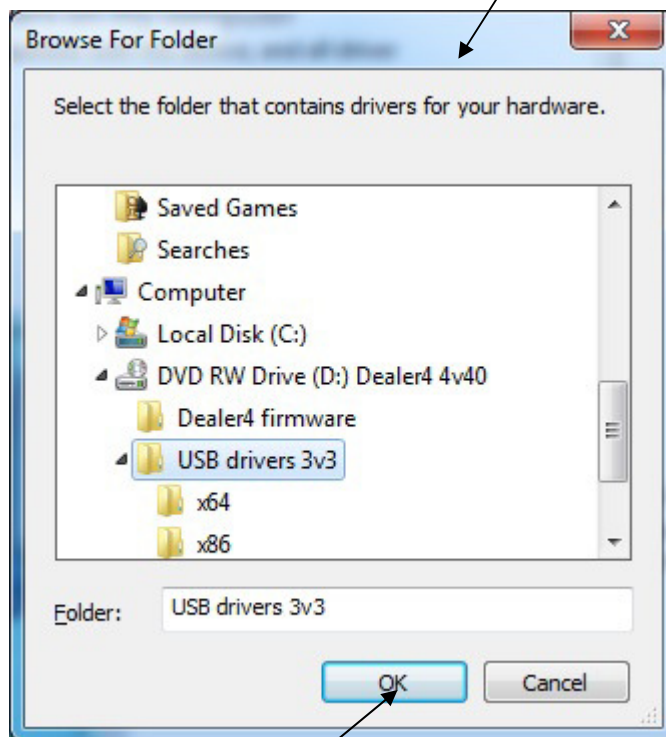 Browse For Folder
Select the folder that contains drivers for your hardware.
Saved Games
Searches
Computer
Local Disk (C:)
DVD RW Drive (D:) Dealer4 4v40
Dealer4 firmware
USB drivers 3v3
x64
x86
Folder: USB drivers 3v3
OK Cancel